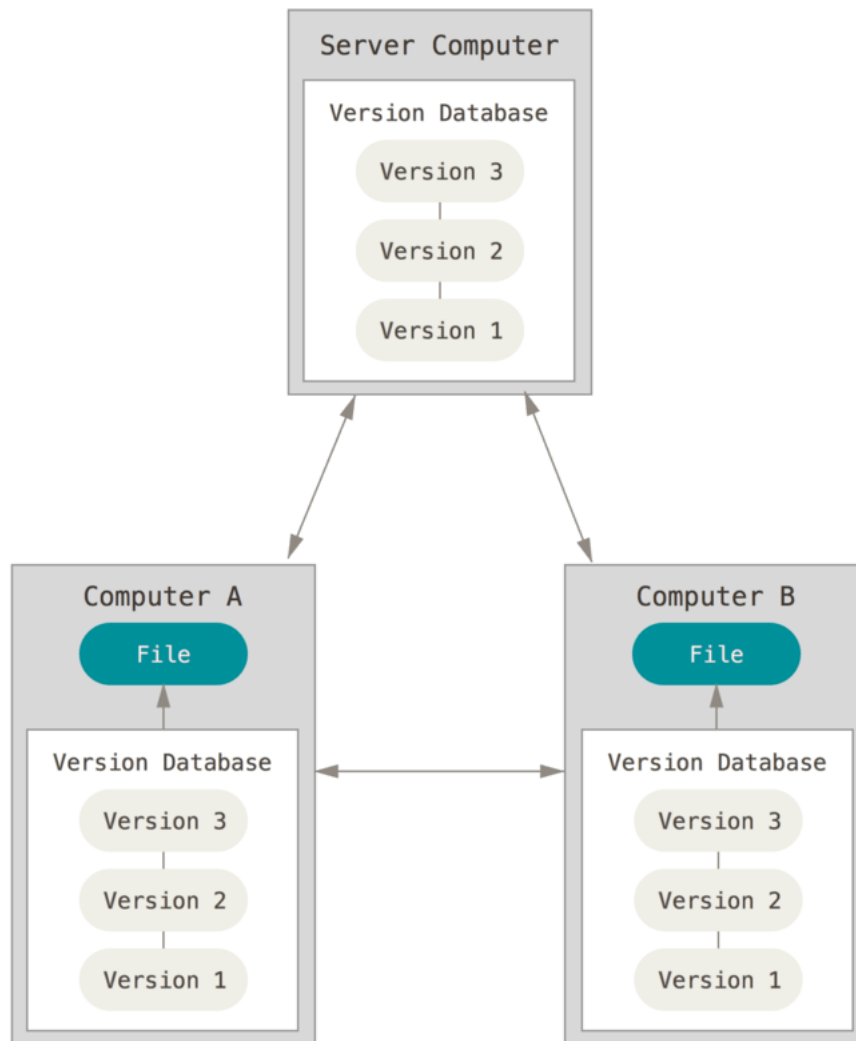 Server Computer
Version Database
Version 3
Version 2
Version 1
Computer A
File
Version Database
Version 3
Version 2
Version 1
Computer B
File
Version Database
Version 3
Version 2
Version 1